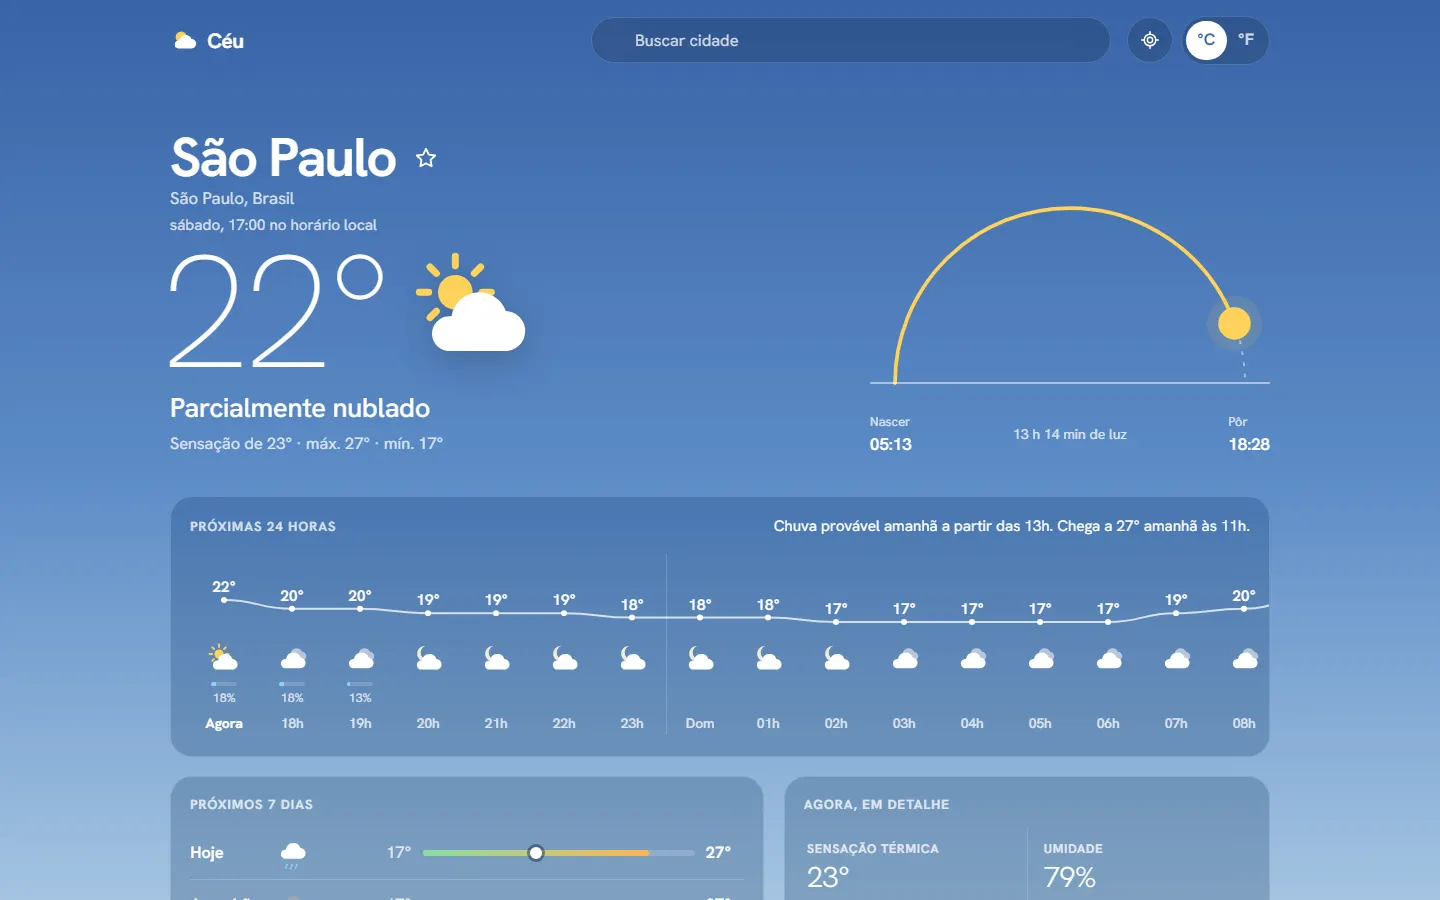 Céu
Buscar cidade
°C
°F
São Paulo
São Paulo, Brasil
sábado, 17:00 no horário local
22°
Parcialmente nublado
Sensação de 23° · máx. 27° · mín. 17°
Nascer
05:13
13 h 14 min de luz
Pôr
18:28
PRÓXIMAS 24 HORAS
Chuva provável amanhã a partir das 13h. Chega a 27° amanhã às 11h.
22° 20° 20° 19° 19° 19° 18° 18° 18° 17° 17° 17° 17° 17° 19° 20°
18% 18% 13%
Agora 18h 19h 20h 21h 22h 23h Dom 01h 02h 03h 04h 05h 06h 07h 08h
PRÓXIMOS 7 DIAS
Hoje 17° 27°
AGORA, EM DETALHE
SENSAÇÃO TÉRMICA
23°
UMIDADE
79%